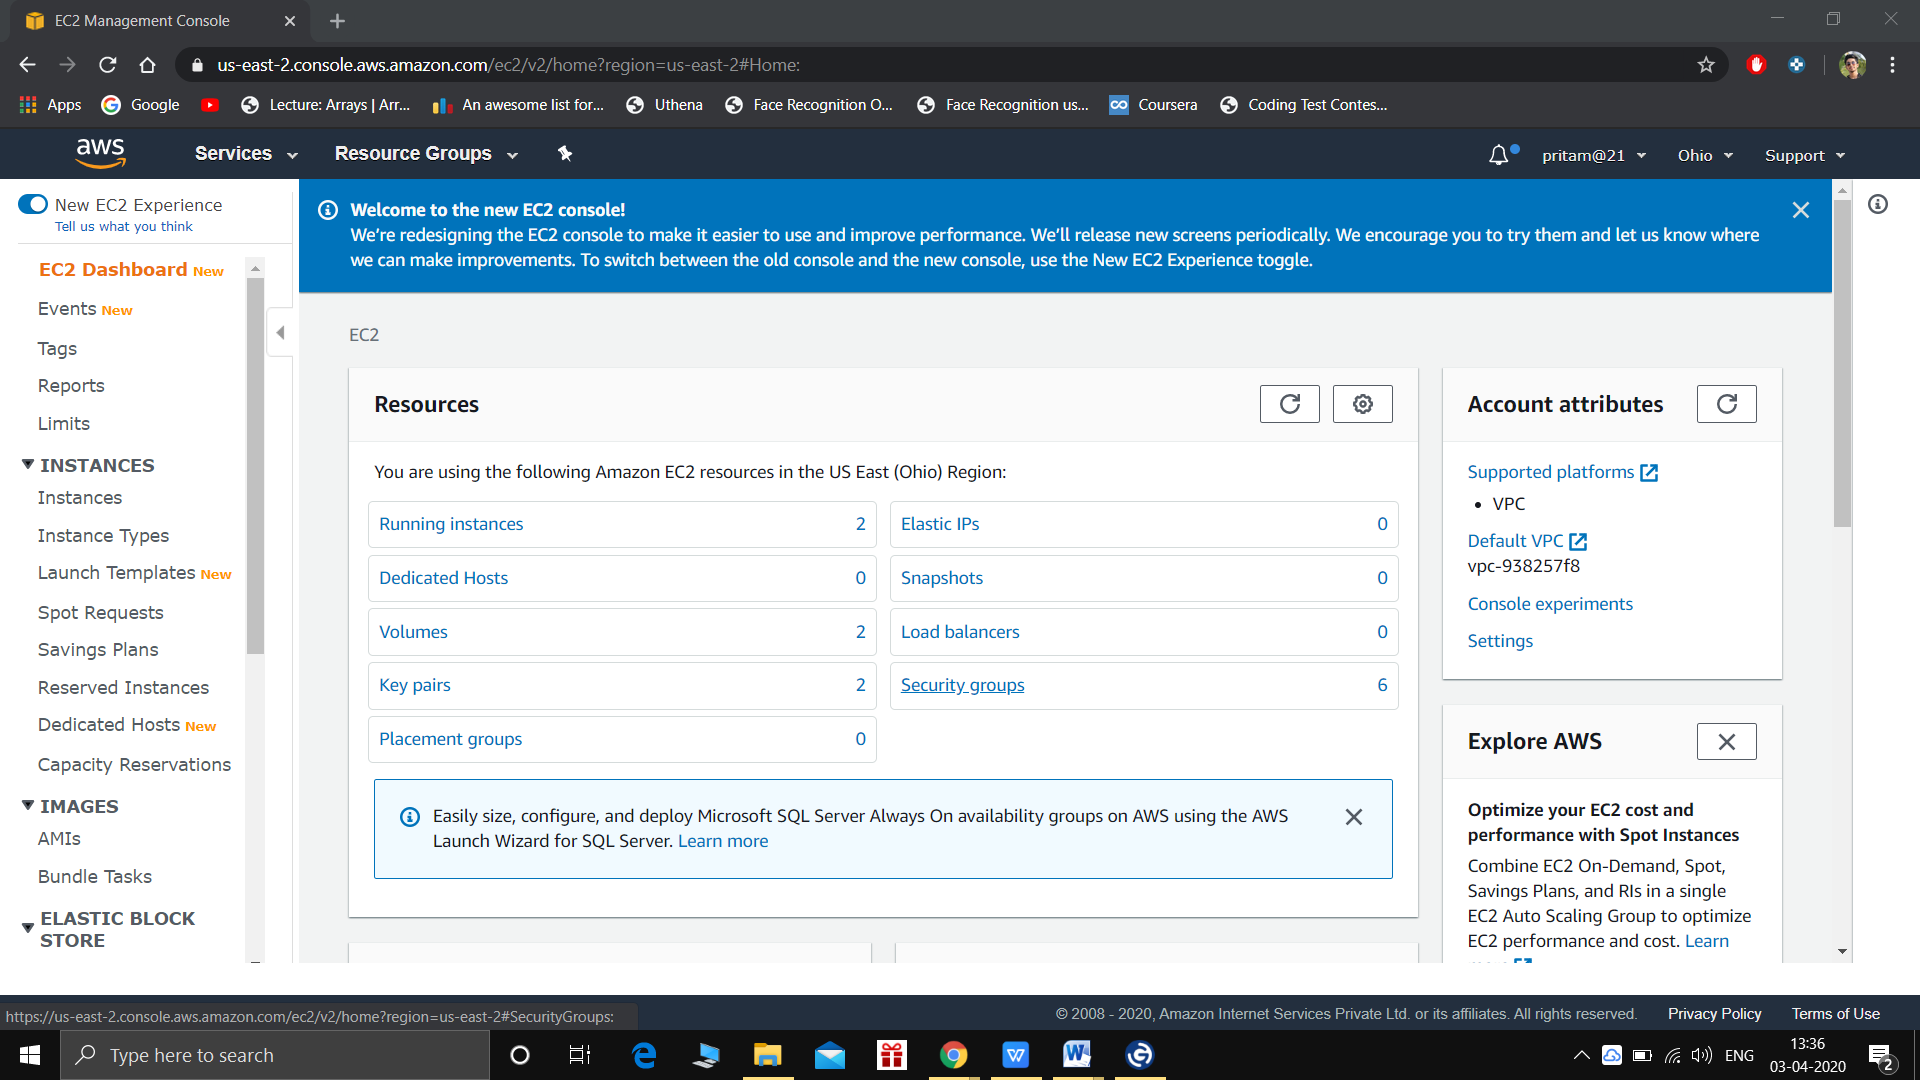 EC2 Management Console
us-east-2.console.aws.amazon.com/ec2/v2/home?region=us-east-2#Home:
Apps Google Lecture: Arrays | Arr... An awesome list for... Uthena Face Recognition O... Face Recognition us... Coursera Coding Test Contes...
aws Services Resource Groups pritam@21 Ohio Support
New EC2 Experience
Tell us what you think
EC2 Dashboard New
Events New
Tags
Reports
Limits
INSTANCES
Instances
Instance Types
Launch Templates New
Spot Requests
Savings Plans
Reserved Instances
Dedicated Hosts New
Capacity Reservations
IMAGES
AMIs
Bundle Tasks
ELASTIC BLOCK
STORE
Welcome to the new EC2 console!
We're redesigning the EC2 console to make it easier to use and improve performance. We'll release new screens periodically. We encourage you to try them and let us know where
we can make improvements. To switch between the old console and the new console, use the New EC2 Experience toggle.
EC2
Resources
You are using the following Amazon EC2 resources in the US East (Ohio) Region:
Running instances 2
Elastic IPs 0
Dedicated Hosts 0
Snapshots 0
Volumes 2
Load balancers 0
Key pairs 2
Security groups 6
Placement groups 0
Easily size, configure, and deploy Microsoft SQL Server Always On availability groups on AWS using the AWS
Launch Wizard for SQL Server. Learn more
Account attributes
Supported platforms
• VPC
Default VPC
vpc-938257f8
Console experiments
Settings
Explore AWS
Optimize your EC2 cost and
performance with Spot Instances
Combine EC2 On-Demand, Spot,
Savings Plans, and RIs in a single
EC2 Auto Scaling Group to optimize
EC2 performance and cost. Learn
https://us-east-2.console.aws.amazon.com/ec2/v2/home?region=us-east-2#SecurityGroups:
© 2008 - 2020, Amazon Internet Services Private Ltd. or its affiliates. All rights reserved. Privacy Policy Terms of Use
Type here to search
ENG
13:36
03-04-2020
2